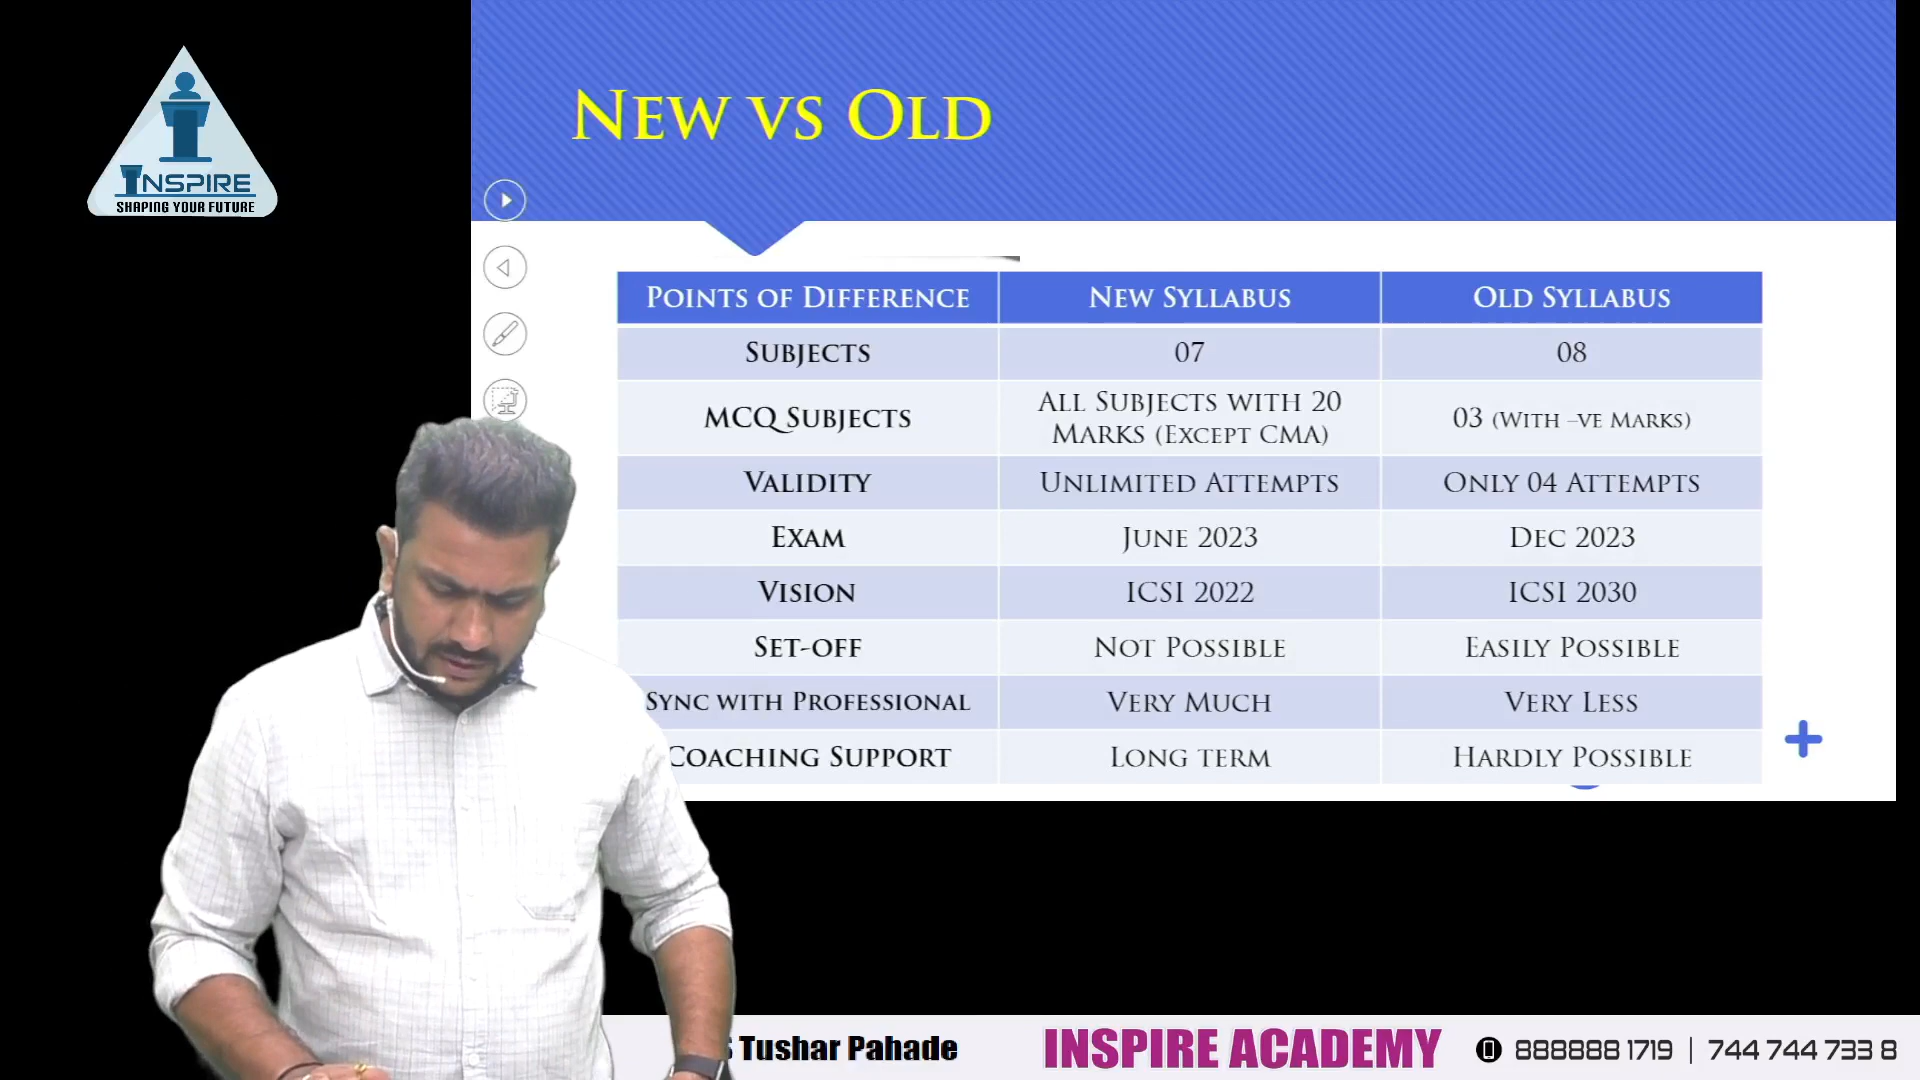 INSPIRE
SHAPING YOUR FUTURE
NEW VS OLD
POINTS OF DIFFERENCE NEW SYLLABUS OLD SYLLABUS
SUBJECTS 07 08
MCQ SUBJECTS ALL SUBJECTS WITH 20 MARKS (EXCEPT CMA) 03 (WITH –VE MARKS)
VALIDITY UNLIMITED ATTEMPTS ONLY 04 ATTEMPTS
EXAM JUNE 2023 DEC 2023
VISION ICSI 2022 ICSI 2030
SET-OFF NOT POSSIBLE EASILY POSSIBLE
SYNC WITH PROFESSIONAL VERY MUCH VERY LESS
COACHING SUPPORT LONG TERM HARDLY POSSIBLE
Tushar Pahade INSPIRE ACADEMY 888888 1719 | 744 744 733 8